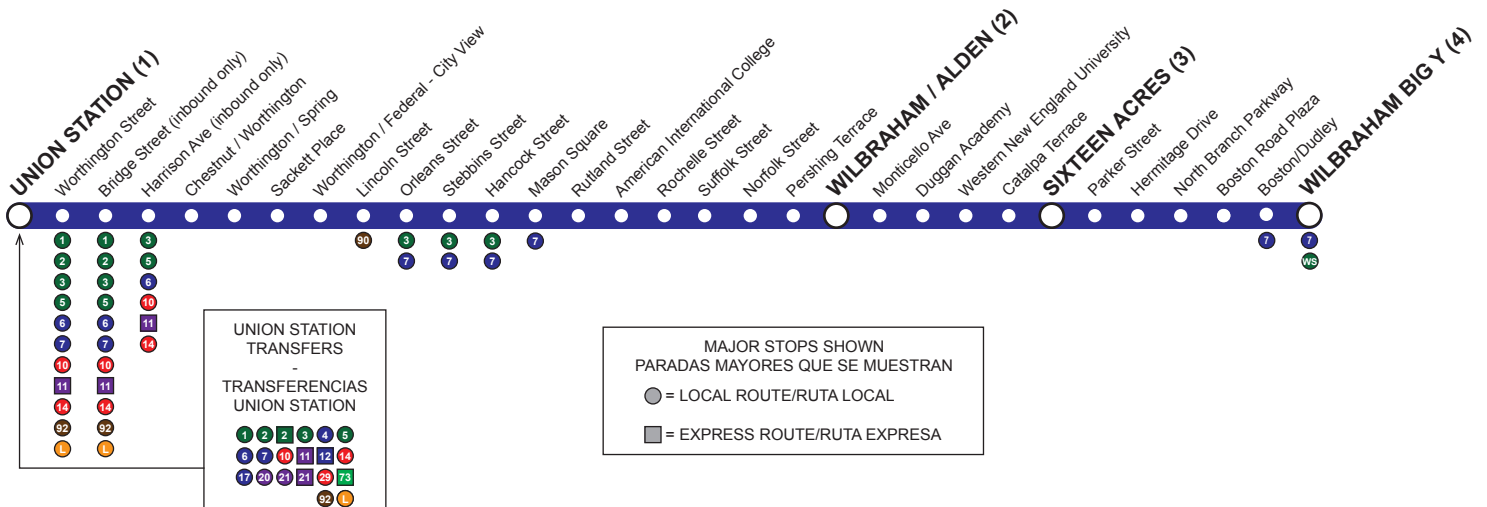 UNION STATION (1)
Worthington Street
Bridge Street (inbound only)
Harrison Ave (inbound only)
Chestnut / Worthington
Worthington / Spring
Sackett Place
Worthington / Federal - City View
Lincoln Street
Orleans Street
Stebbins Street
Hancock Street
Mason Square
Rutland Street
American International College
Rochelle Street
Suffolk Street
Norfolk Street
Pershing Terrace
WILBRAHAM / ALDEN (2)
Monticello Ave
Duggan Academy
Western New England University
Catalpa Terrace
SIXTEEN ACRES (3)
Parker Street
Hermitage Drive
North Branch Parkway
Boston Road Plaza
Boston/Dudley
WILBRAHAM BIG Y (4)
1 1 3 90 3 3 3 7 7 7
2 2 5 7 7 7 WS
3 3 6
5 5 10
6 6 11
7 7 14
10 10
11 11
14 14
92 92
L L
UNION STATION
TRANSFERS
-
TRANSFERENCIAS
UNION STATION
1 2 2 3 4 5
6 7 10 11 12 14
17 20 21 21 29 73
92 L
MAJOR STOPS SHOWN
PARADAS MAYORES QUE SE MUESTRAN
= LOCAL ROUTE/RUTA LOCAL
= EXPRESS ROUTE/RUTA EXPRESA